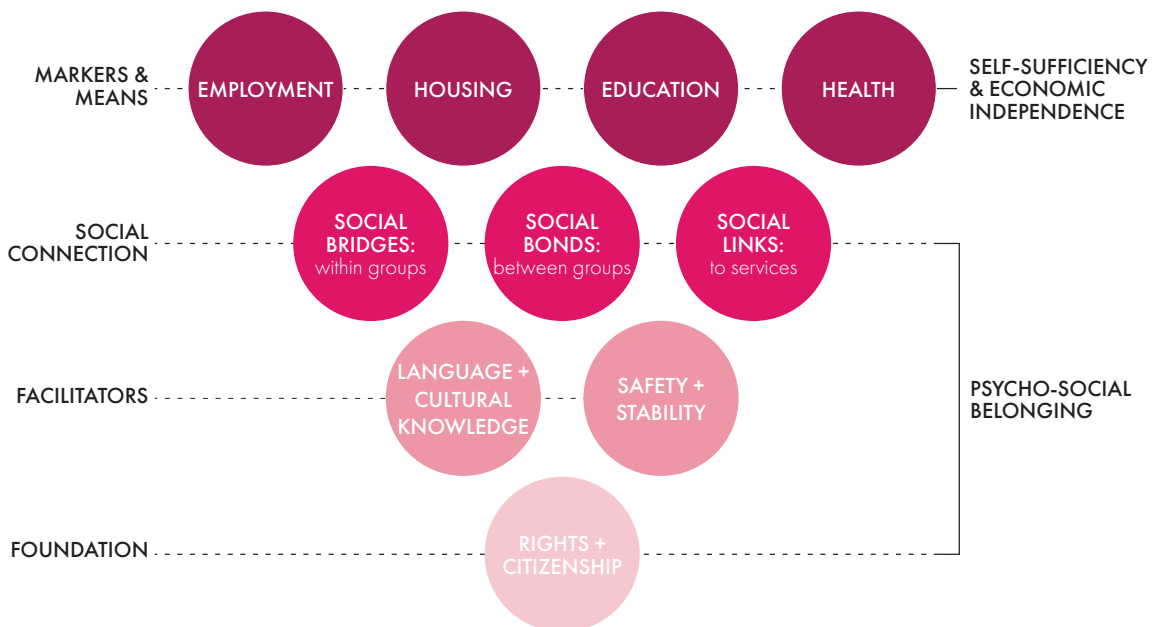 MARKERS &
MEANS
EMPLOYMENT
HOUSING
EDUCATION
HEALTH
SELF-SUFFICIENCY
& ECONOMIC
INDEPENDENCE
SOCIAL
CONNECTION
SOCIAL
BRIDGES:
within groups
SOCIAL
BONDS:
between groups
SOCIAL
LINKS:
to services
FACILITATORS
LANGUAGE +
CULTURAL
KNOWLEDGE
SAFETY +
STABILITY
PSYCHO-SOCIAL
BELONGING
FOUNDATION
RIGHTS +
CITIZENSHIP